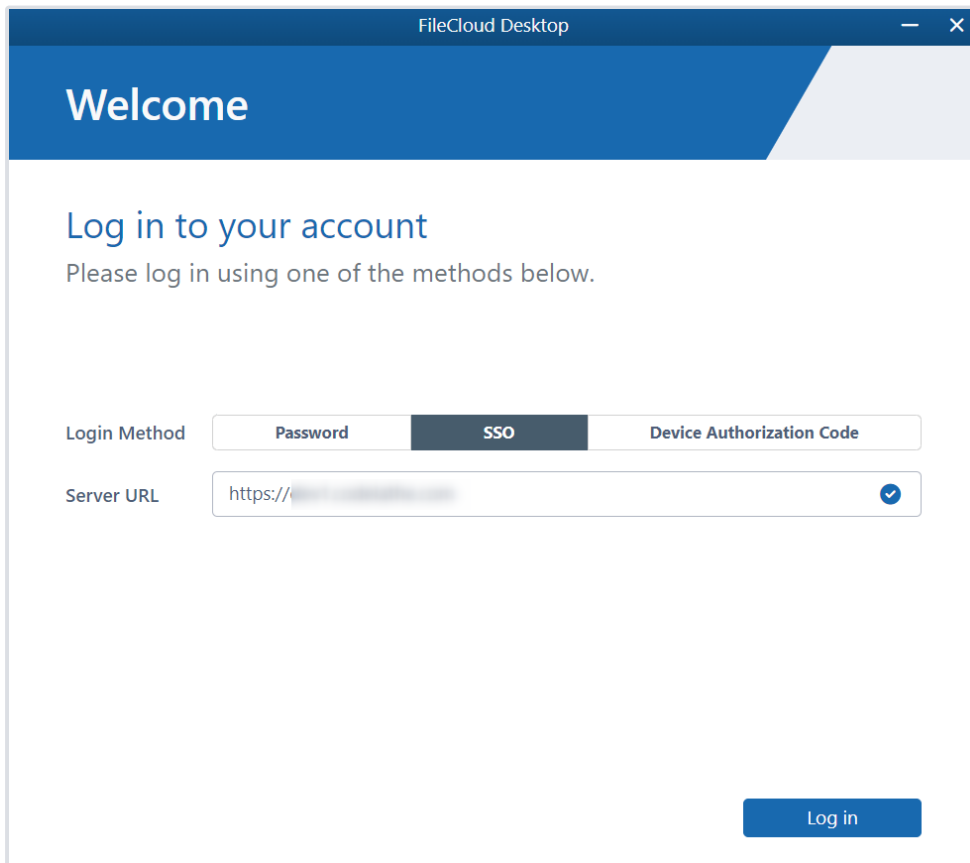 FileCloud Desktop
Welcome
Log in to your account
Please log in using one of the methods below.
Login Method Password SSO Device Authorization Code
Server URL https://
Log in